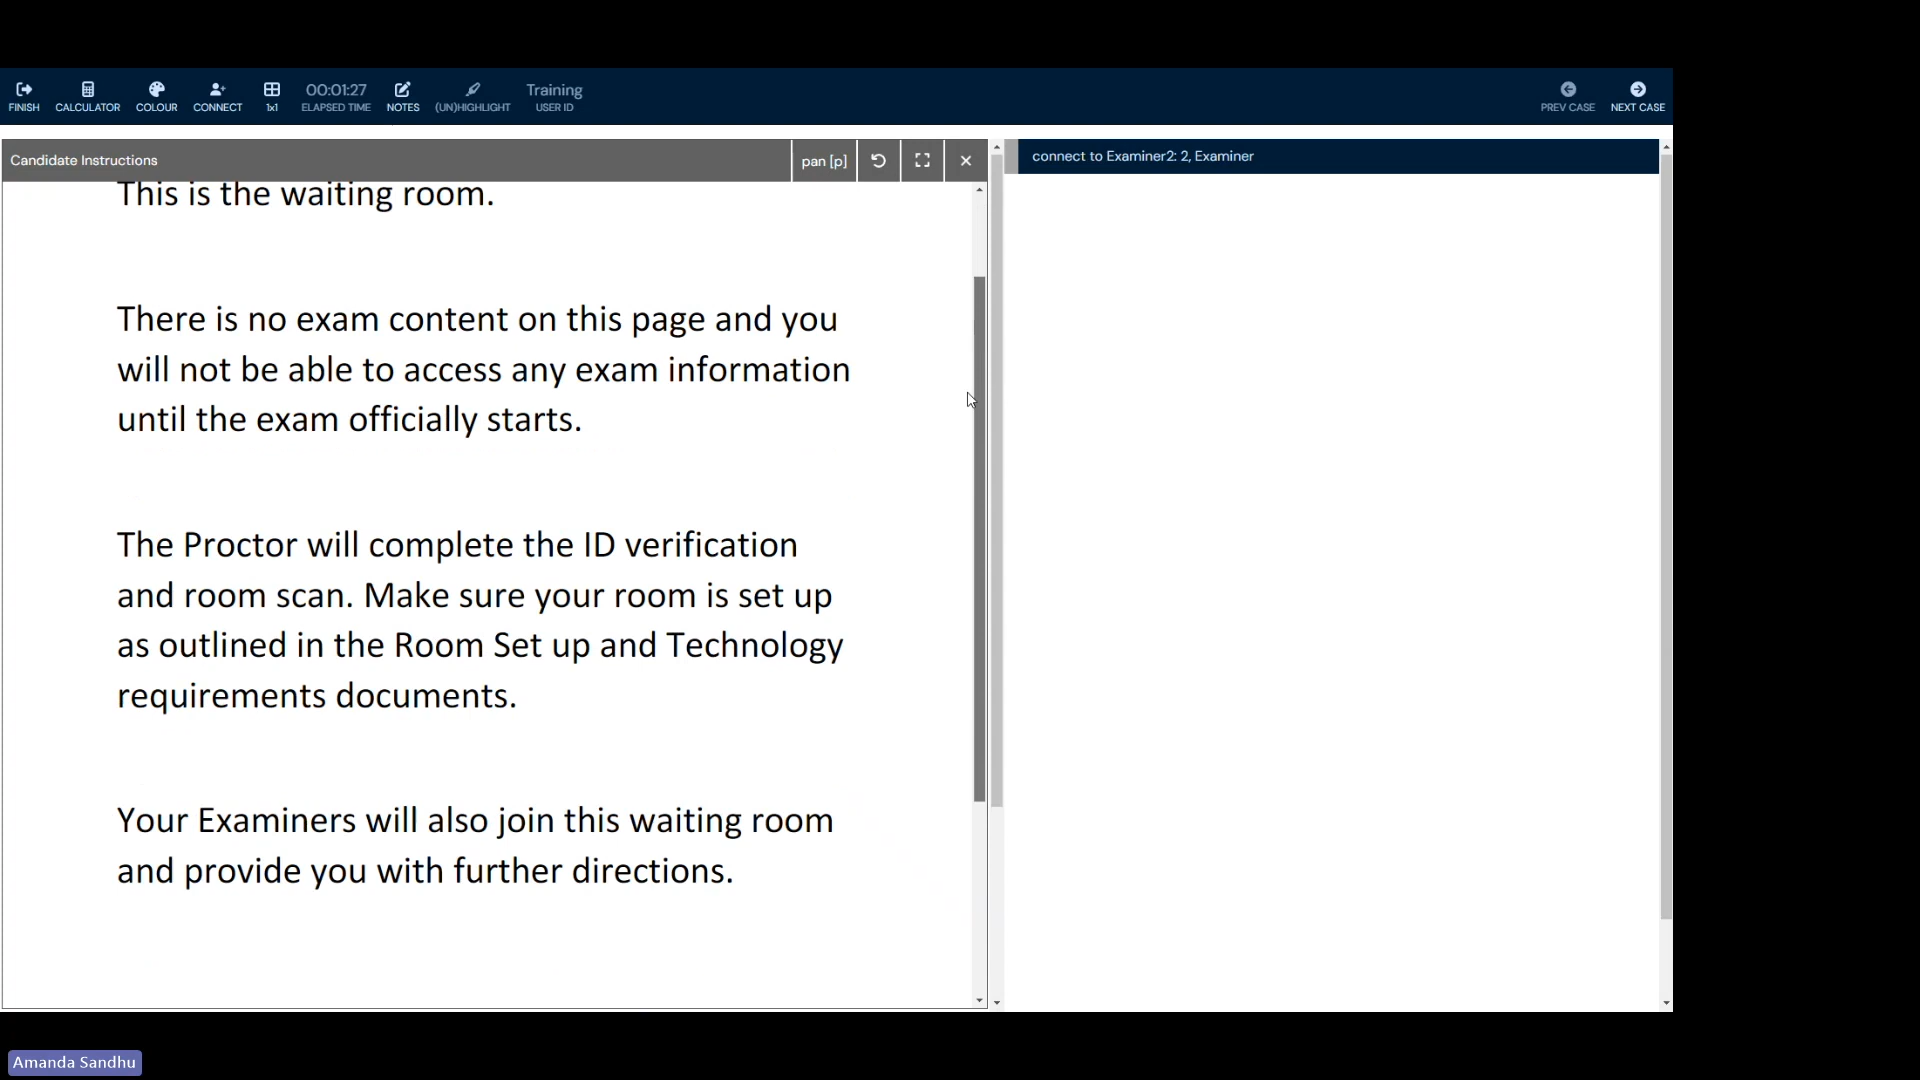 FINISH
CALCULATOR
COLOUR
CONNECT
1x1
00:01:27
ELAPSED TIME
NOTES
(UN)HIGHLIGHT
Training
USER ID
PREV CASE
NEXT CASE
Candidate Instructions
pan [p]
connect to Examiner2: 2, Examiner
This is the waiting room.
There is no exam content on this page and you
will not be able to access any exam information
until the exam officially starts.
The Proctor will complete the ID verification
and room scan. Make sure your room is set up
as outlined in the Room Set up and Technology
requirements documents.
Your Examiners will also join this waiting room
and provide you with further directions.
Amanda Sandhu